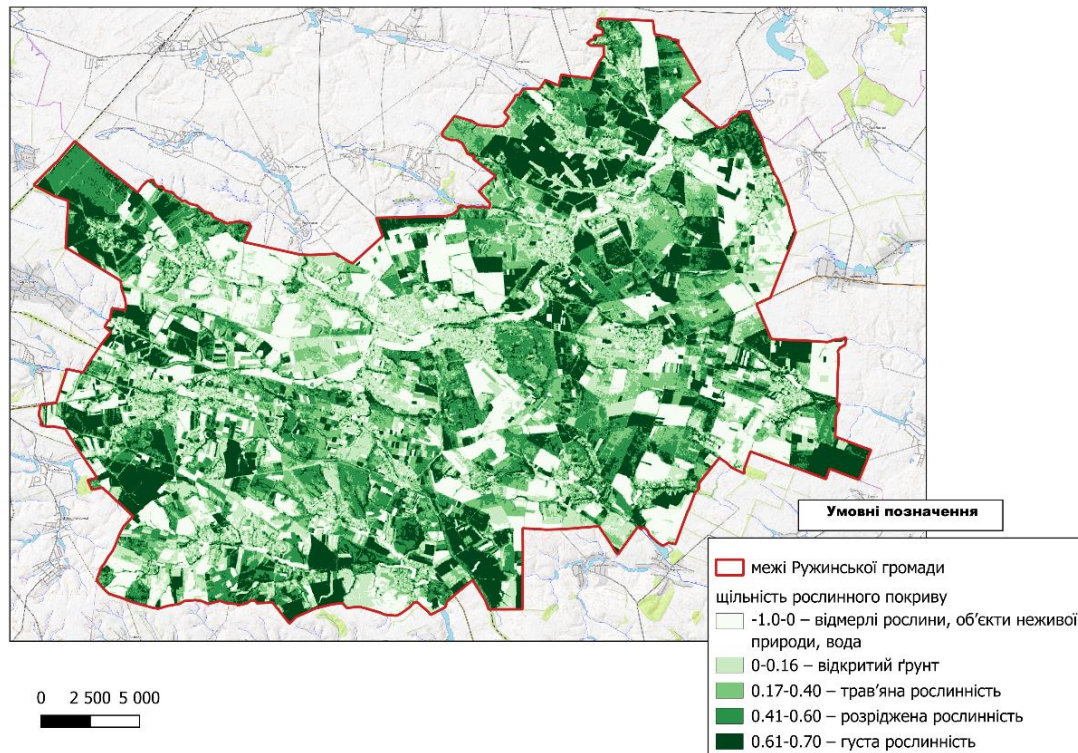 Умовні позначення
межі Ружинської громади
щільність рослинного покриву
-1.0-0 – відмерлі рослини, об’єкти неживої
природи, вода
0-0.16 – відкритий ґрунт
0.17-0.40 – трав’яна рослинність
0.41-0.60 – розріджена рослинність
0.61-0.70 – густа рослинність
0 2 500 5 000